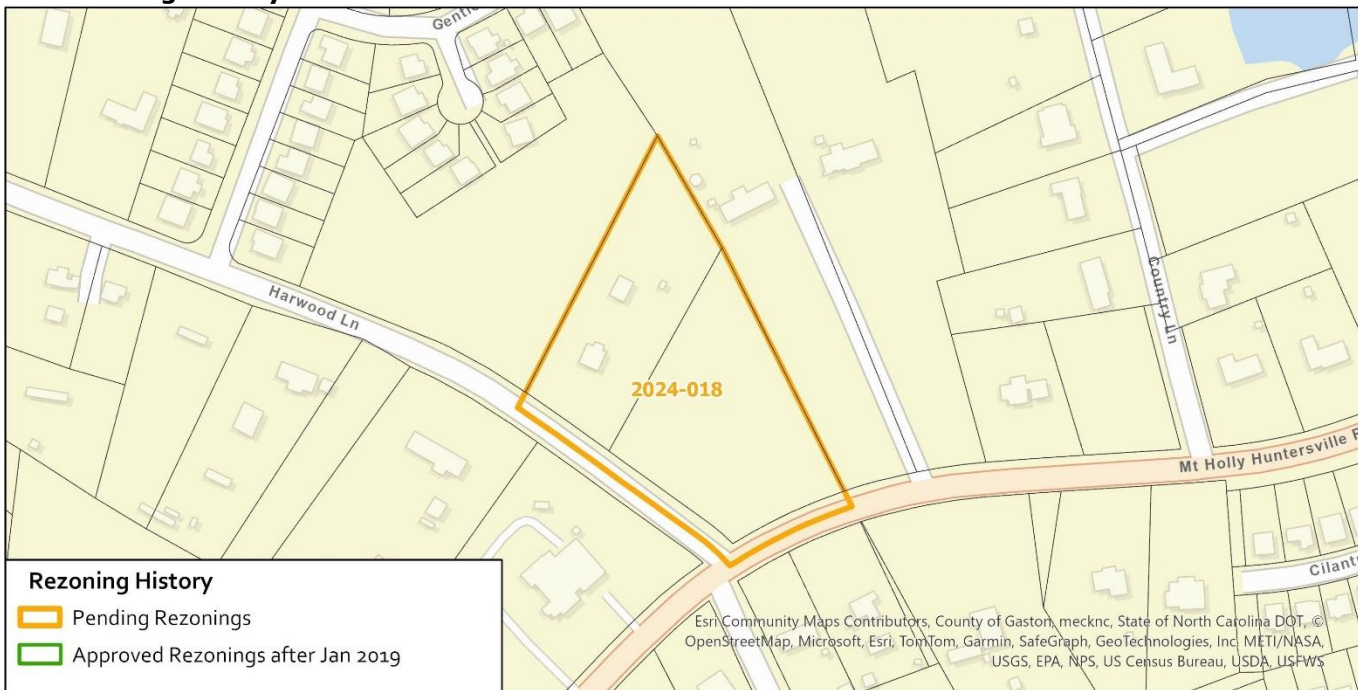 Harwood Ln
2024-018
Country Ln
Mt Holly Huntersville
Rezoning History
Pending Rezonings
Approved Rezonings after Jan 2019
Esri Community Maps Contributors, County of Gaston, mecknc, State of North Carolina DOT, ©
OpenStreetMap, Microsoft, Esri, TomTom, Garmin, SafeGraph, GeoTechnologies, Inc, METI/NASA,
USGS, EPA, NPS, US Census Bureau, USDA, USFWS